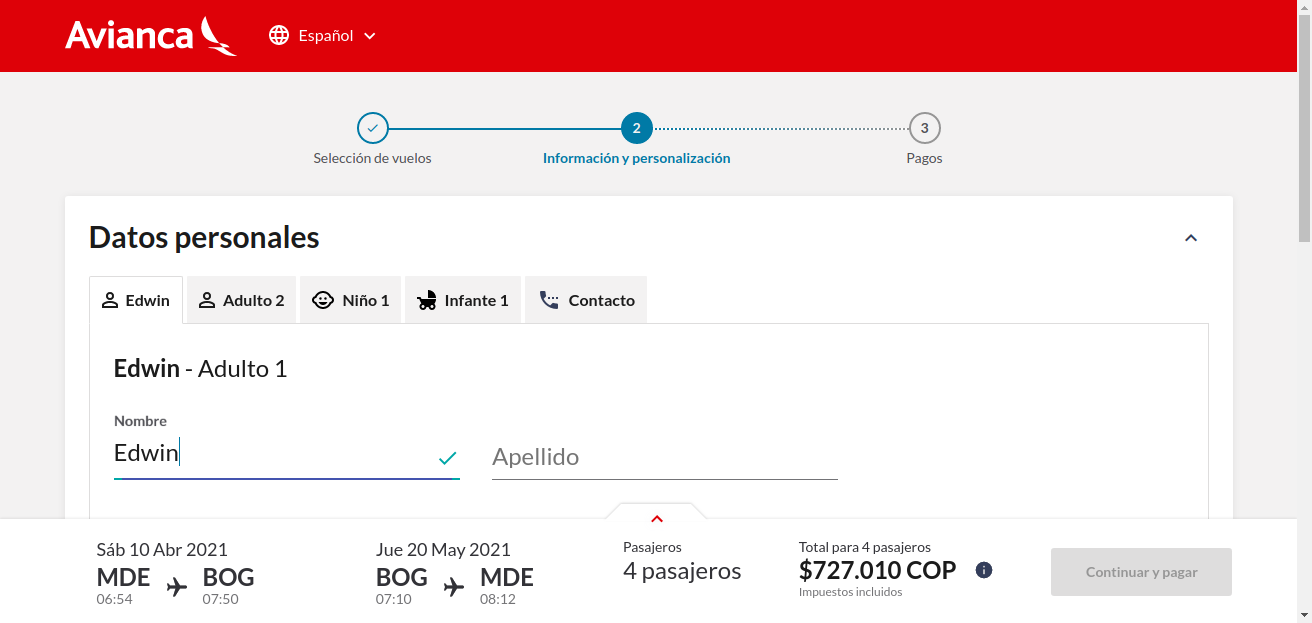 Avianca
Español
2
3
Selección de vuelos
Información y personalización
Pagos
Datos personales
Edwin
Adulto 2
Niño 1
Infante 1
Contacto
Edwin - Adulto 1
Nombre
Edwin
Apellido
Sáb 10 Abr 2021
MDE
BOG
06:54
07:50
Jue 20 May 2021
BOG
MDE
07:10
08:12
Pasajeros
4 pasajeros
Total para 4 pasajeros
$727.010 COP
Impuestos incluidos
Continuar y pagar